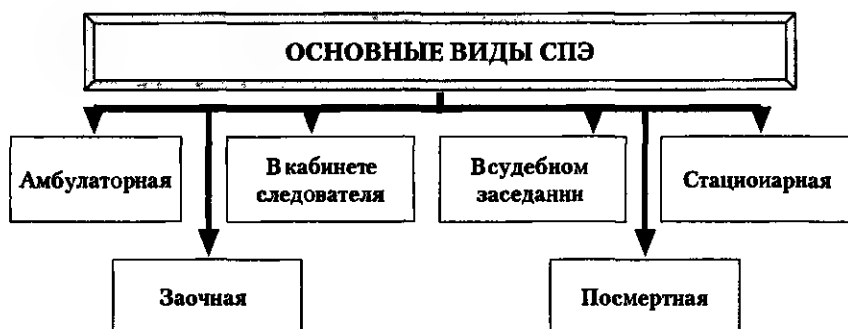 ОСНОВНЫЕ ВИДЫ СПЭ
Амбулаторная
В кабинете
следователя
В судебном
заседании
Стационарная
Заочная
Посмертная